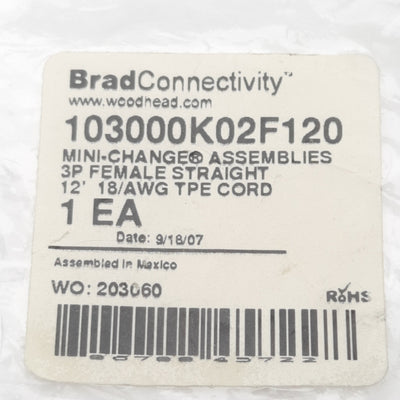 BradConnectivity™
www.woodhead.com
103000K02F120
MINI-CHANGE® ASSEMBLIES
3P FEMALE STRAIGHT
12' 18/AWG TPE CORD
1 EA
Date: 9/18/07
Assembled in Mexico
WO: 203060
RoHS